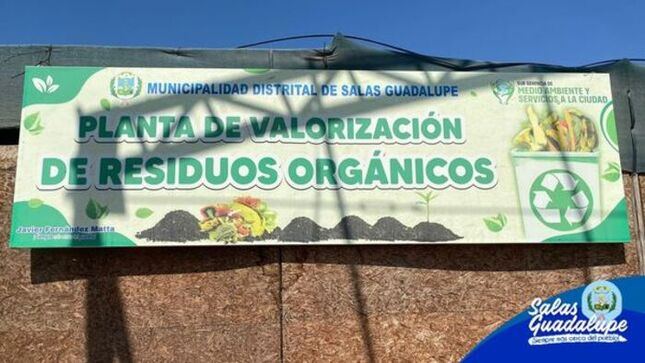 MUNICIPALIDAD DISTRITAL DE SALAS GUADALUPE
SUB GERENCIA DE
MEDIO AMBIENTE Y
SERVICIOS A LA CIUDAD
PLANTA DE VALORIZACIÓN
DE RESIDUOS ORGÁNICOS
Javier Fernández Matta
Salas
Guadalupe
¡Siempre más cerca del pueblo!